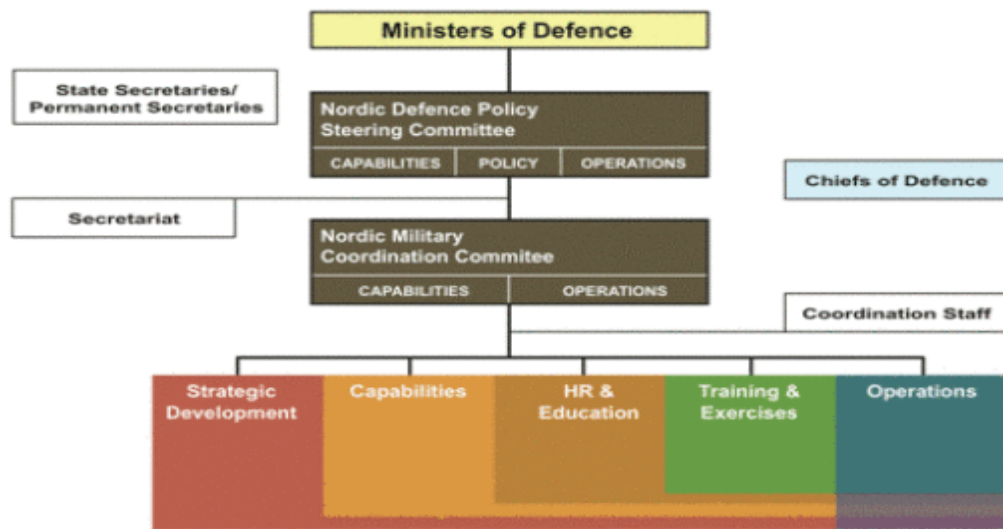 Ministers of Defence
State Secretaries/
Permanent Secretaries
Nordic Defence Policy
Steering Committee
CAPABILITIES POLICY OPERATIONS
Chiefs of Defence
Secretariat
Nordic Military
Coordination Commitee
CAPABILITIES OPERATIONS
Coordination Staff
Strategic
Development
Capabilities
HR &
Education
Training &
Exercises
Operations